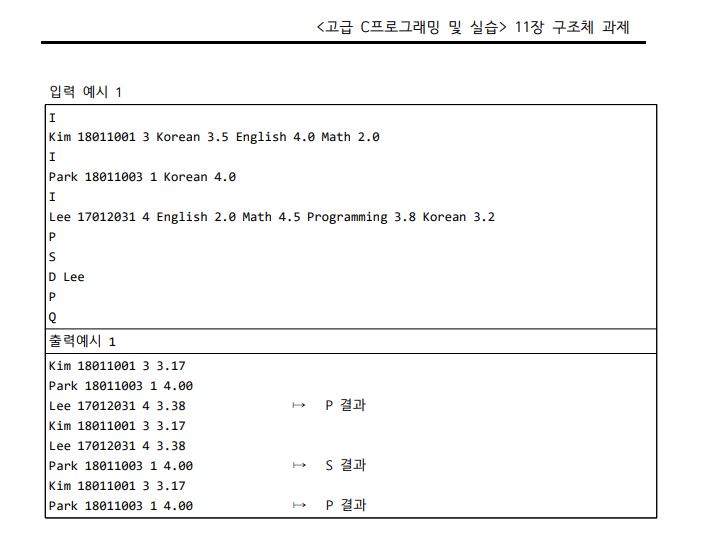 <고급 C프로그래밍 및 실습> 11장 구조체 과제
입력 예시 1
I
Kim 18011001 3 Korean 3.5 English 4.0 Math 2.0
I
Park 18011003 1 Korean 4.0
I
Lee 17012031 4 English 2.0 Math 4.5 Programming 3.8 Korean 3.2
P
S
D Lee
P
Q
출력예시 1
Kim 18011001 3 3.17
Park 18011003 1 4.00
Lee 17012031 4 3.38 ↦ P 결과
Kim 18011001 3 3.17
Lee 17012031 4 3.38
Park 18011003 1 4.00 ↦ S 결과
Kim 18011001 3 3.17
Park 18011003 1 4.00 ↦ P 결과